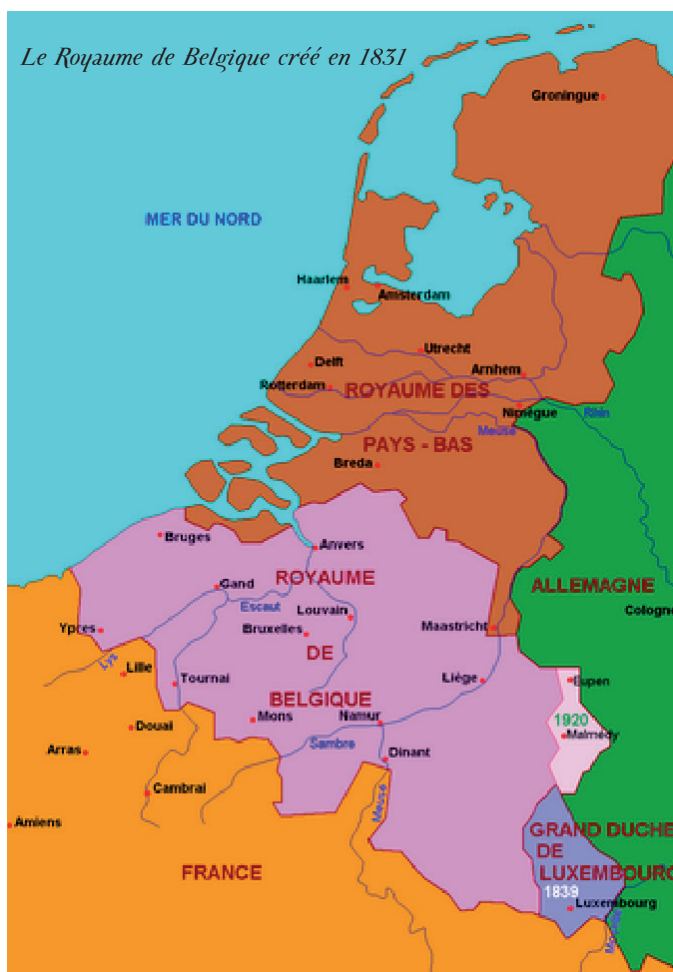 Le Royaume de Belgique créé en 1831
Groningue
MER DU NORD
Haarlem
Amsterdam
Utrecht
Delft
Arnhem
Rotterdam
ROYAUME DES
Nimègue
Rhin
Meuse
PAYS - BAS
Breda
Bruges
Anvers
ROYAUME
ALLEMAGNE
Gand
Escaut
Louvain
Cologne
Ypres
Bruxelles
Maastricht
DE
Lys
Lille
Tournai
Liége
Eupen
BELGIQUE
Mons
Namur
1920
Douai
Malmedy
Sambre
Arras
Dinant
Cambrai
Meuse
Amiens
GRAND DUCHE
DE
FRANCE
LUXEMBOURG
1839
Luxembourg